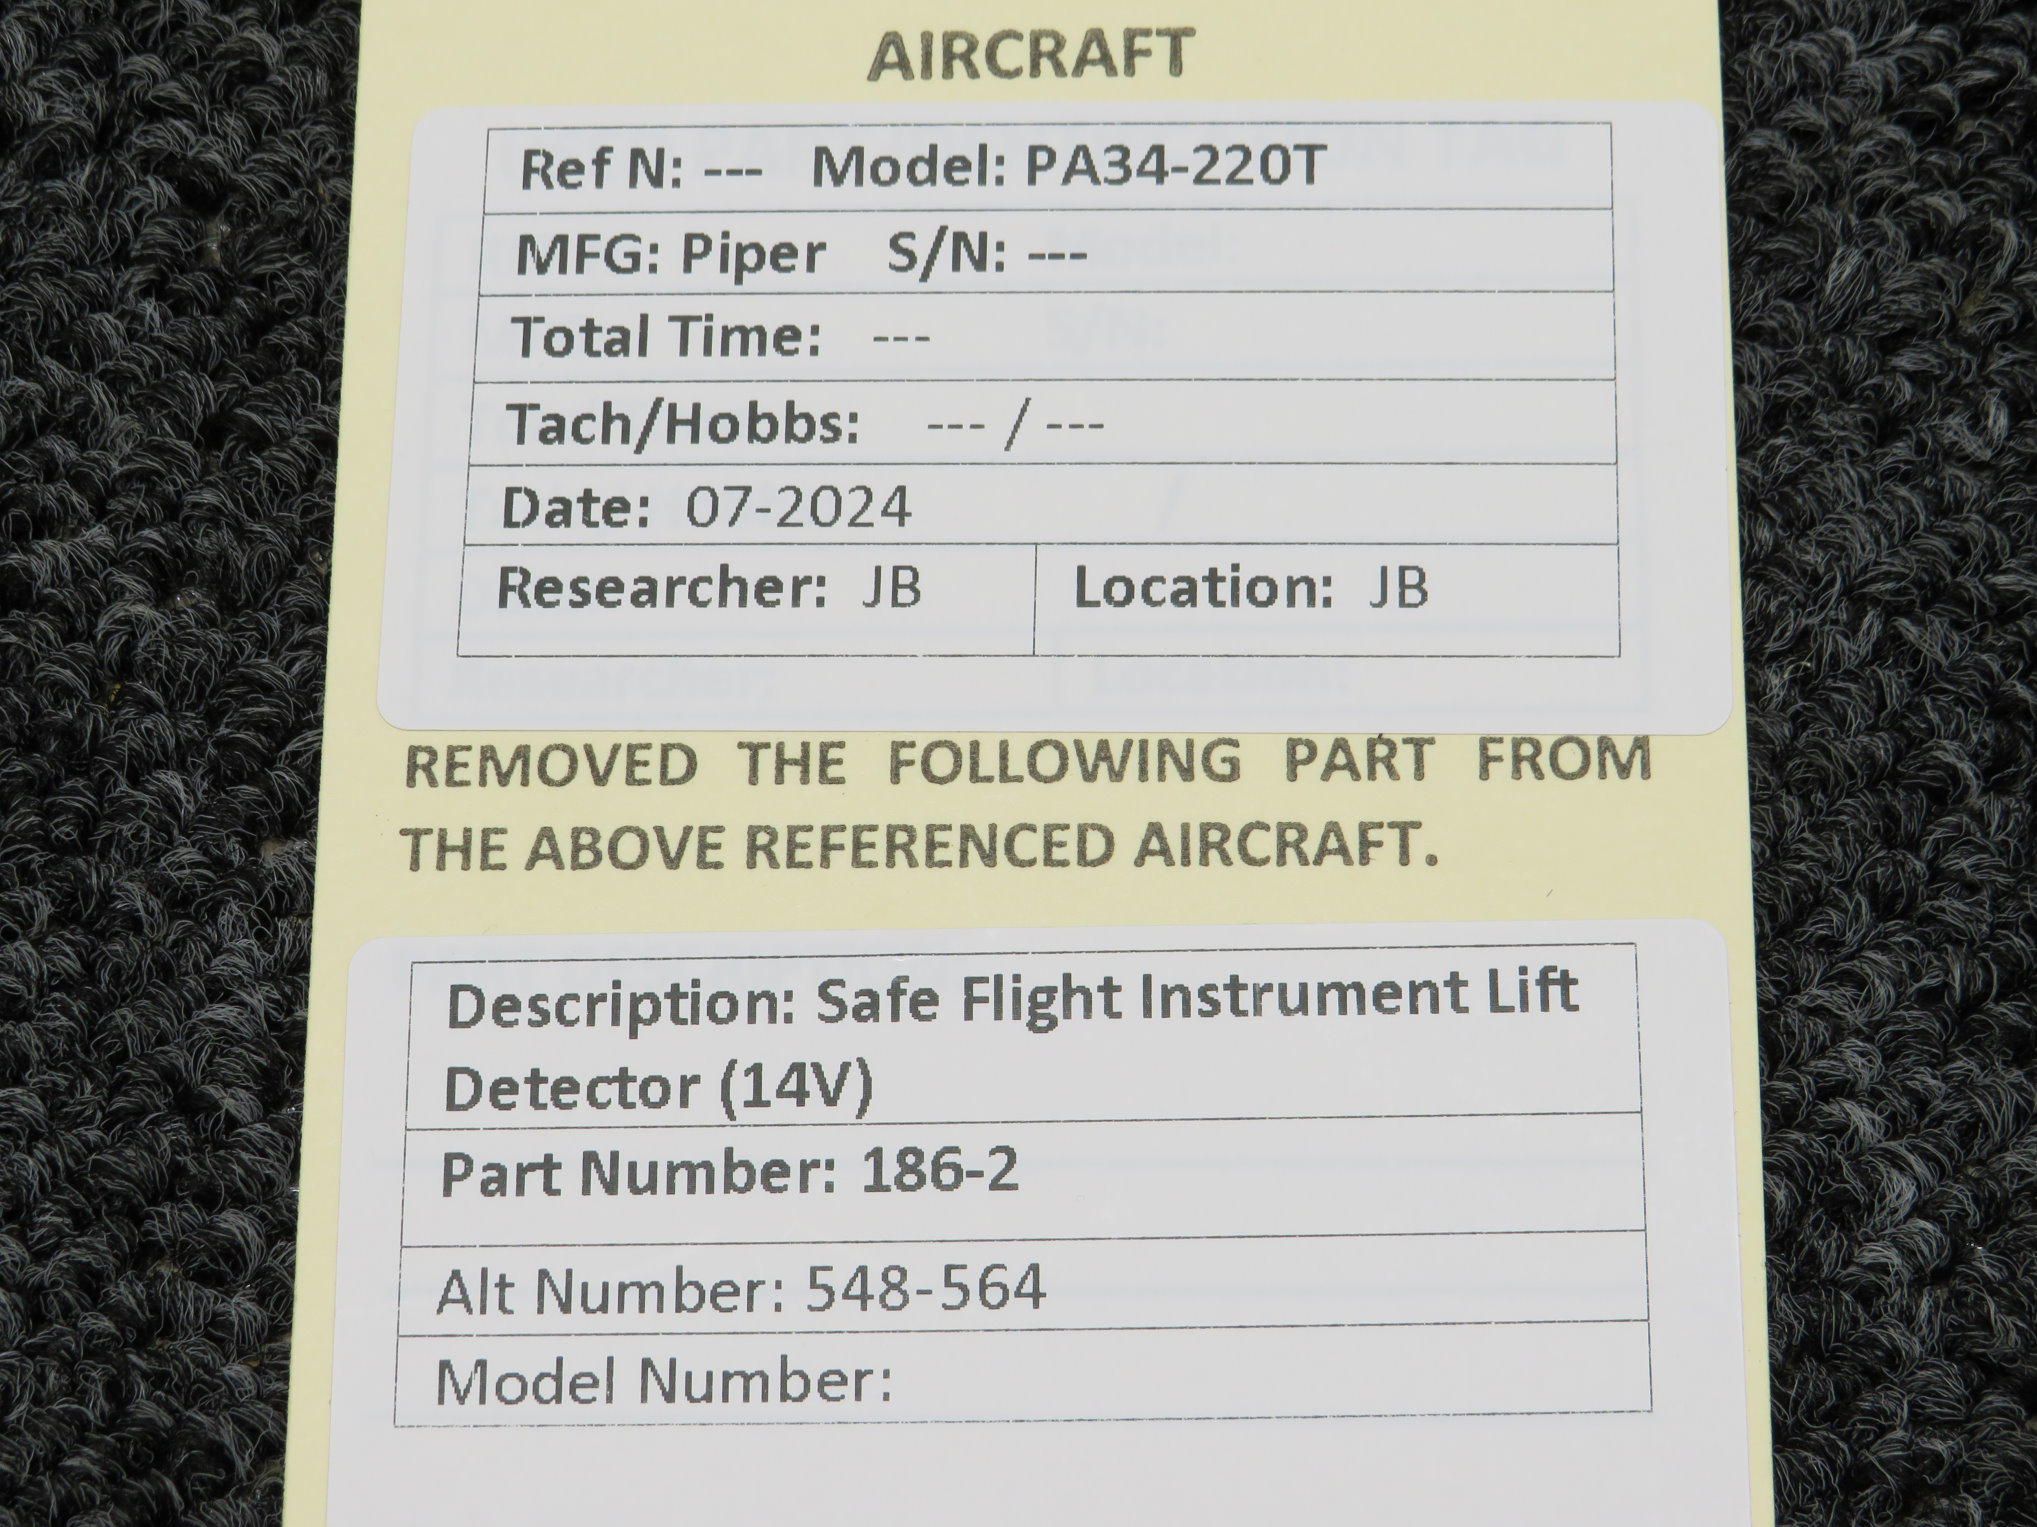 AIRCRAFT
Ref N: --- Model: PA34-220T
MFG: Piper S/N: ---
Total Time: ---
Tach/Hobbs: --- / ---
Date: 07-2024
Researcher: JB Location: JB
REMOVED THE FOLLOWING PART FROM
THE ABOVE REFERENCED AIRCRAFT.
Description: Safe Flight Instrument Lift
Detector (14V)
Part Number: 186-2
Alt Number: 548-564
Model Number: